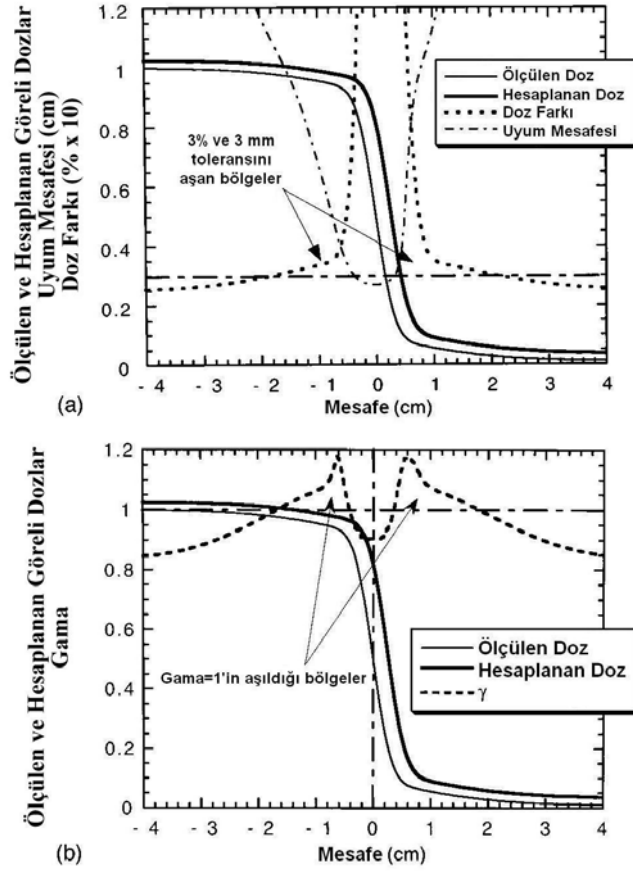 Ölçülen ve Hesaplanan Göreli Dozlar
Uyum Mesafesi (cm)
Doz Farkı (% x 10)
1.2
1
0.8
0.6
0.4
0.2
0
Ölçülen Doz
Hesaplanan Doz
Doz Farkı
Uyum Mesafesi
3% ve 3 mm
toleransını
aşan bölgeler
- 4 - 3 - 2 - 1 0 1 2 3 4
Mesafe (cm)
(a)
Ölçülen ve Hesaplanan Göreli Dozlar
Gama
1.2
1
0.8
0.6
0.4
0.2
0
Gama=1'in aşıldığı bölgeler
Ölçülen Doz
Hesaplanan Doz
γ
- 4 - 3 - 2 - 1 0 1 2 3 4
Mesafe (cm)
(b)